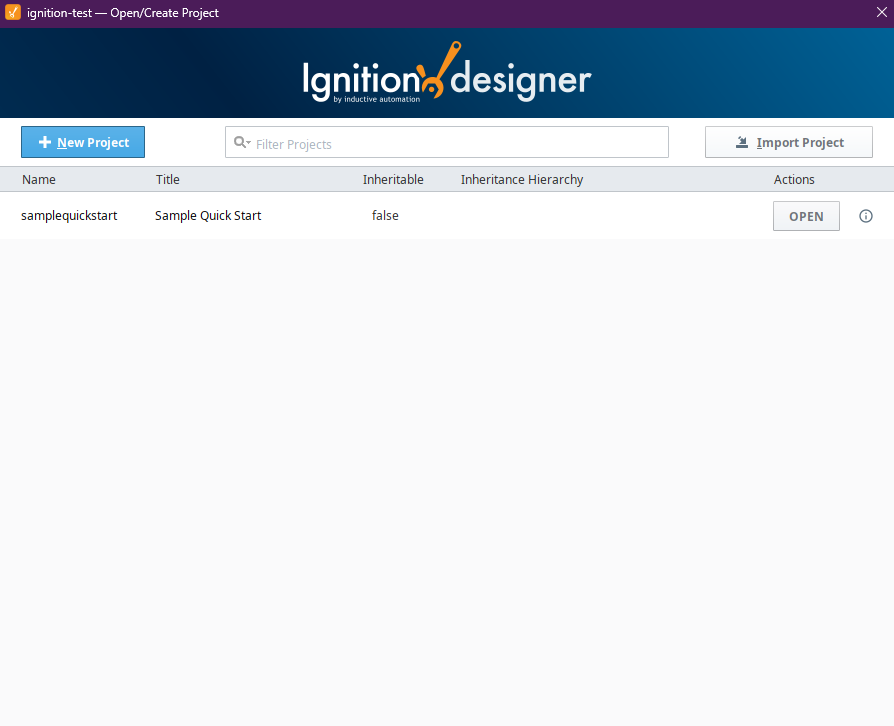 ignition-test — Open/Create Project
Ignition designer
by inductive automation
New Project
Filter Projects
Import Project
Name Title Inheritable Inheritance Hierarchy Actions
samplequickstart Sample Quick Start false OPEN